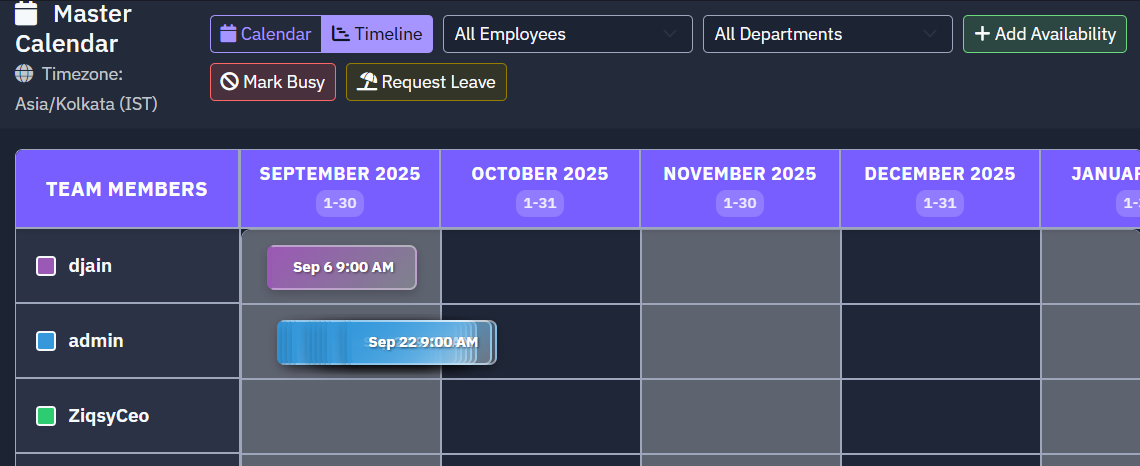 Master
Calendar
Timezone:
Asia/Kolkata (IST)
Calendar Timeline All Employees All Departments + Add Availability
Mark Busy Request Leave
TEAM MEMBERS SEPTEMBER 2025 OCTOBER 2025 NOVEMBER 2025 DECEMBER 2025 JANUAR
1-30 1-31 1-30 1-31 1-
djain Sep 6 9:00 AM
admin Sep 22 9:00 AM
ZiqsyCeo